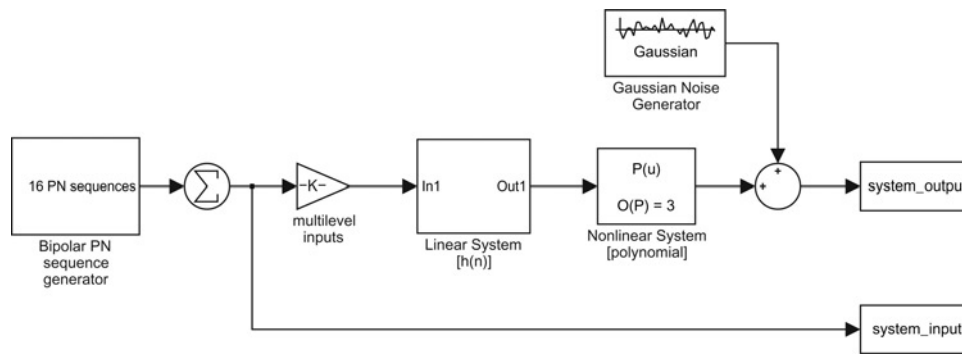 Gaussian
Gaussian Noise
Generator
16 PN sequences
Bipolar PN
sequence
generator
Σ
-K-
multilevel
inputs
In1 Out1
Linear System
[h(n)]
P(u)
O(P) = 3
Nonlinear System
[polynomial]
+
+
system_output
system_input